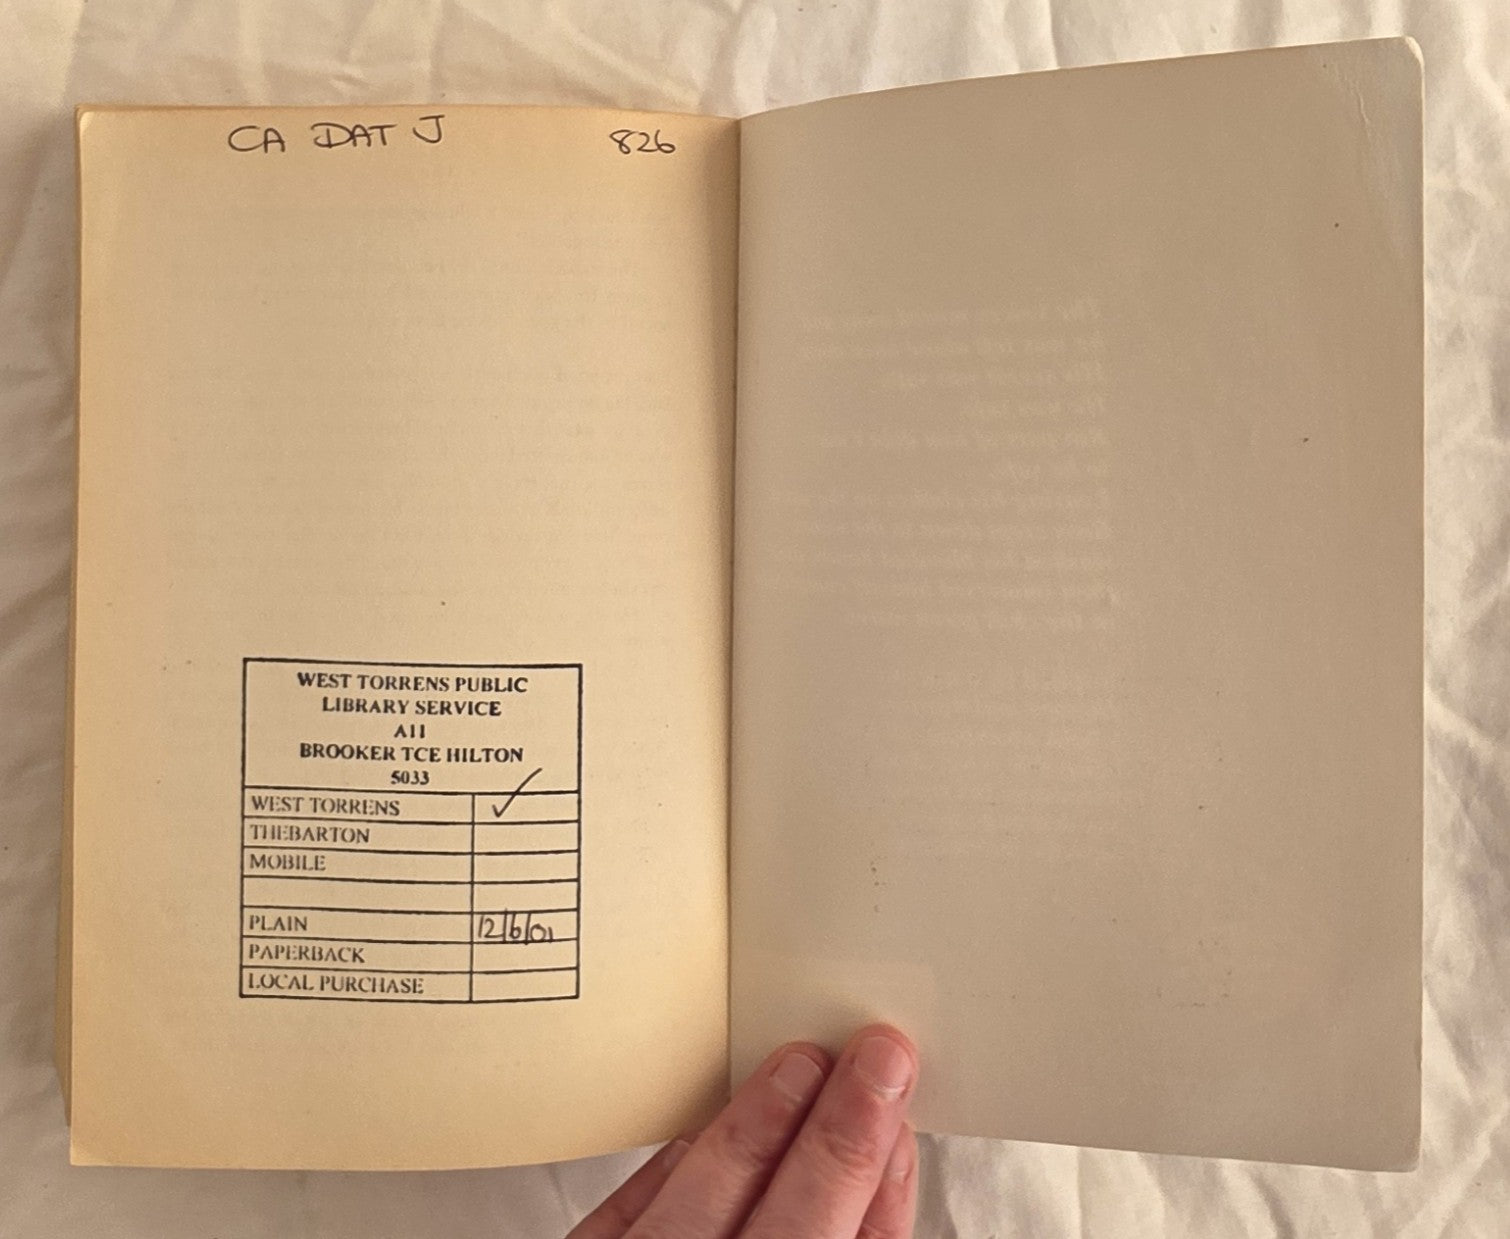 CA DAT J 826
WEST TORRENS PUBLIC
LIBRARY SERVICE
A11
BROOKER TCE HILTON
5033
WEST TORRENS ✓
THEBARTON
MOBILE
PLAIN 12/6/01
PAPERBACK
LOCAL PURCHASE